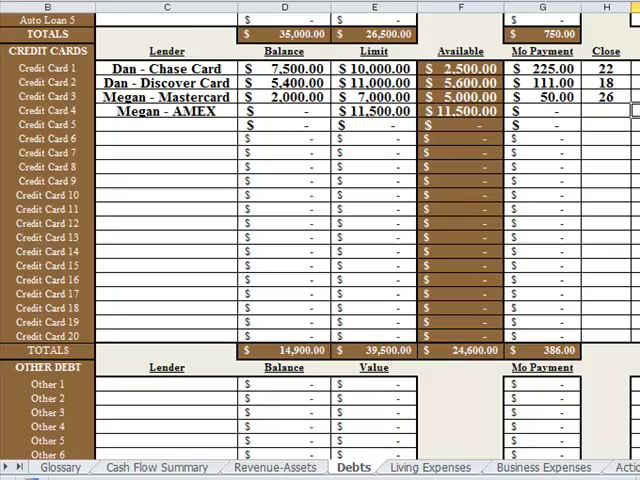 B C D E F G H
Auto Loan 5 $ - $ - $ -
TOTALS $ 35,000.00 $ 26,500.00 $ 750.00
CREDIT CARDS Lender Balance Limit Available Mo Payment Close
Credit Card 1 Dan - Chase Card $ 7,500.00 $ 10,000.00 $ 2,500.00 $ 225.00 22
Credit Card 2 Dan - Discover Card $ 5,400.00 $ 11,000.00 $ 5,600.00 $ 111.00 18
Credit Card 3 Megan - Mastercard $ 2,000.00 $ 7,000.00 $ 5,000.00 $ 50.00 26
Credit Card 4 Megan - AMEX $ - $ 11,500.00 $ 11,500.00 $ -
Credit Card 5 $ - $ - $ - $ -
Credit Card 6 $ - $ - $ - $ -
Credit Card 7 $ - $ - $ - $ -
Credit Card 8 $ - $ - $ - $ -
Credit Card 9 $ - $ - $ - $ -
Credit Card 10 $ - $ - $ - $ -
Credit Card 11 $ - $ - $ - $ -
Credit Card 12 $ - $ - $ - $ -
Credit Card 13 $ - $ - $ - $ -
Credit Card 14 $ - $ - $ - $ -
Credit Card 15 $ - $ - $ - $ -
Credit Card 16 $ - $ - $ - $ -
Credit Card 17 $ - $ - $ - $ -
Credit Card 18 $ - $ - $ - $ -
Credit Card 19 $ - $ - $ - $ -
Credit Card 20 $ - $ - $ - $ -
TOTALS $ 14,900.00 $ 39,500.00 $ 24,600.00 $ 386.00
OTHER DEBT Lender Balance Value Mo Payment
Other 1 $ - $ - $ -
Other 2 $ - $ - $ -
Other 3 $ - $ - $ -
Other 4 $ - $ - $ -
Other 5 $ - $ - $ -
Other 6 $ - $ - $ -
Glossary Cash Flow Summary Revenue-Assets Debts Living Expenses Business Expenses Actio